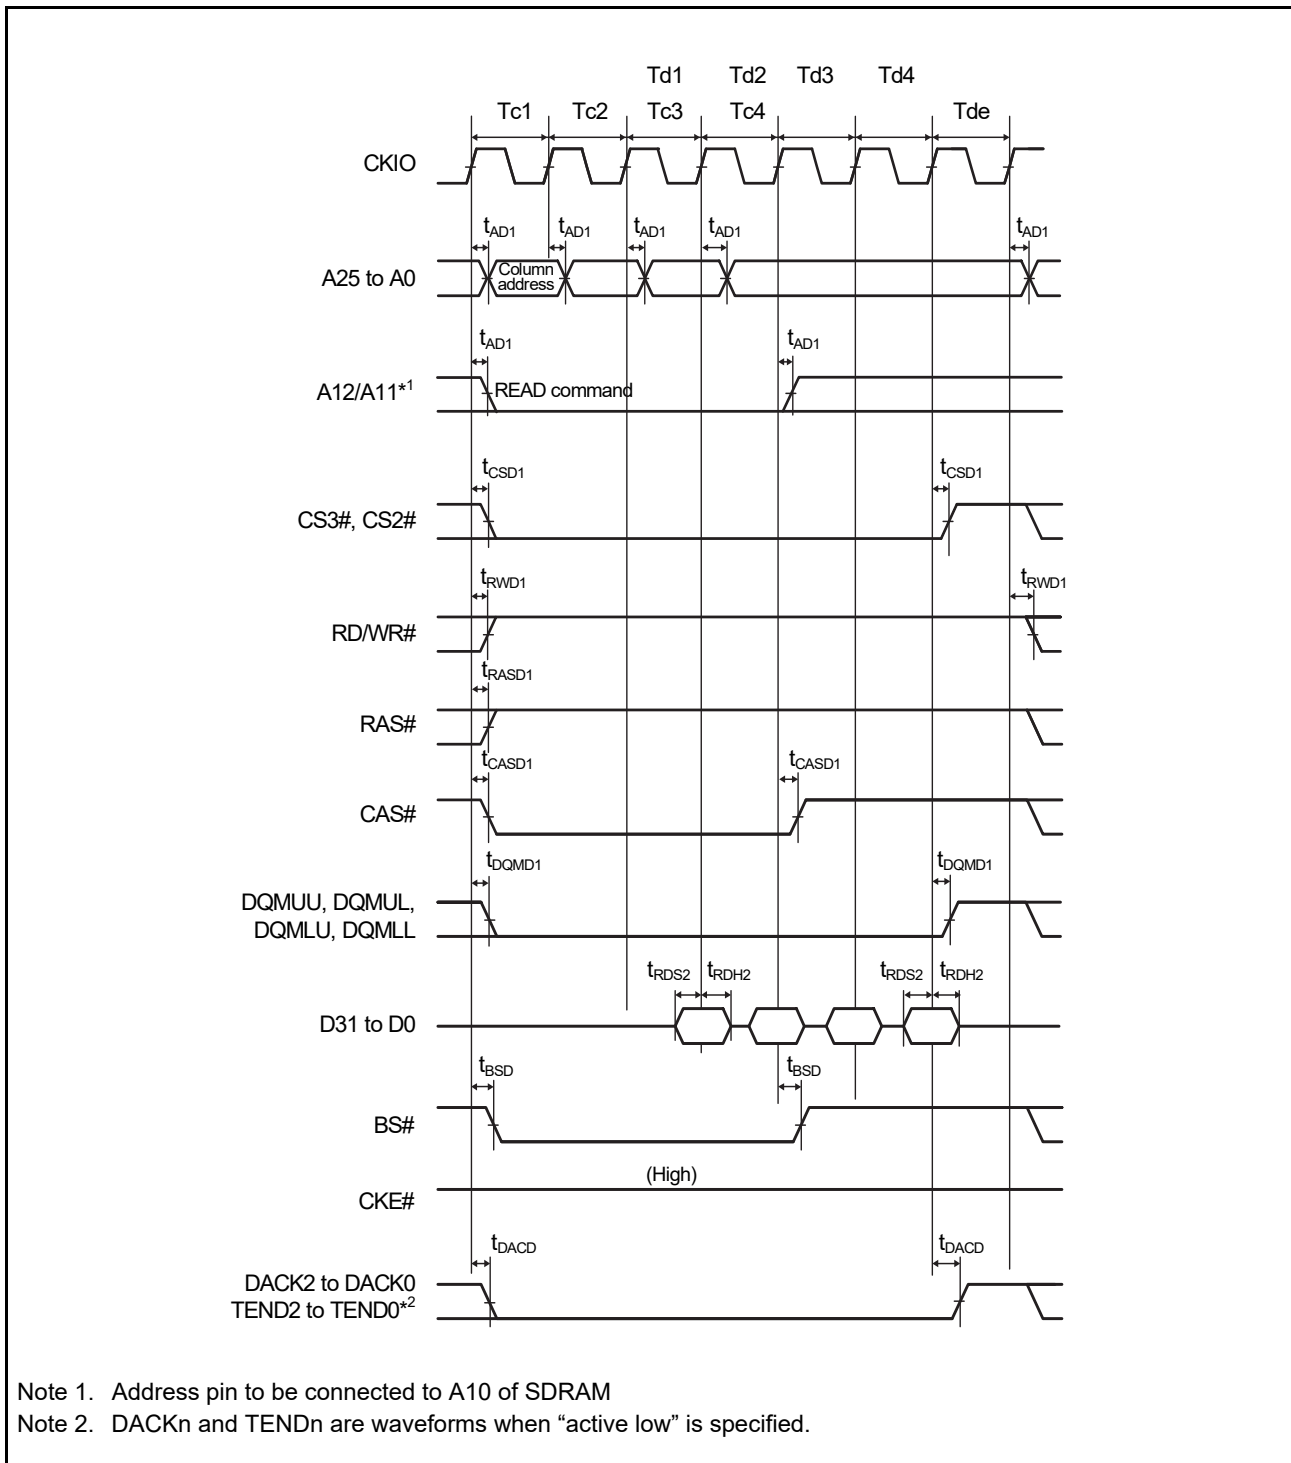 Td1 Td2 Td3 Td4
Tc1 Tc2 Tc3 Tc4 Tde
CKIO
tAD1 tAD1 tAD1 tAD1 tAD1
A25 to A0
Column
address
tAD1 tAD1
A12/A11*1
READ command
tCSD1 tCSD1
CS3#, CS2#
tRWD1 tRWD1
RD/WR#
tRASD1
RAS#
tCASD1 tCASD1
CAS#
tDQMD1 tDQMD1
DQMUU, DQMUL,
DQMLU, DQMLL
tRDS2 tRDH2 tRDS2 tRDH2
D31 to D0
tBSD tBSD
BS#
(High)
CKE#
tDACD tDACD
DACK2 to DACK0
TEND2 to TEND0*2
Note 1. Address pin to be connected to A10 of SDRAM
Note 2. DACKn and TENDn are waveforms when “active low” is specified.